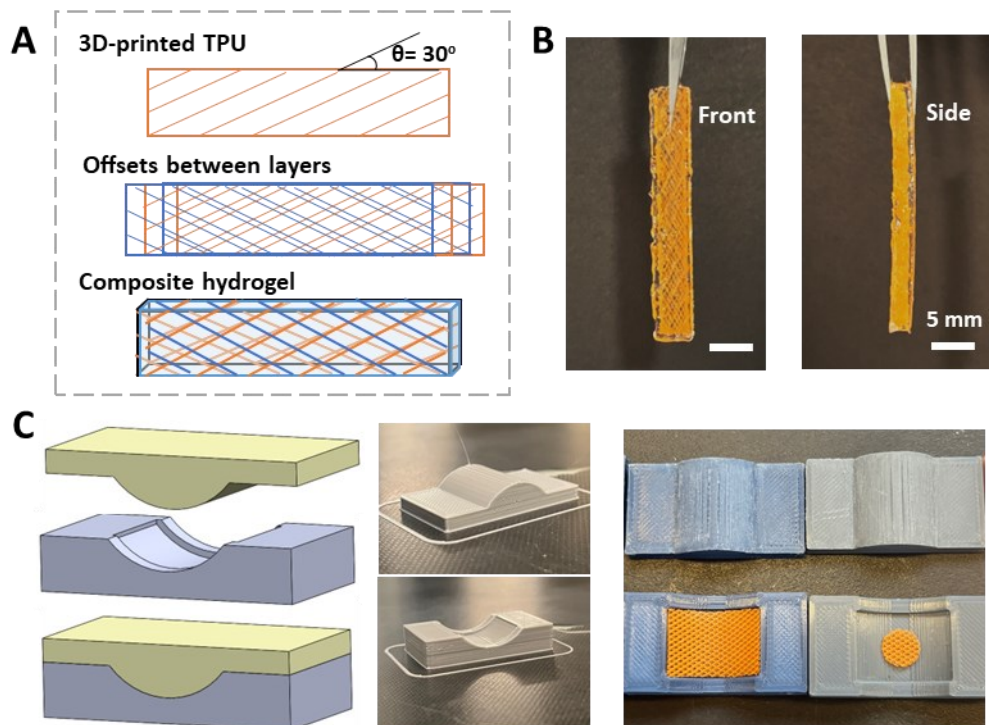 A
3D-printed TPU
θ= 30°
Offsets between layers
Composite hydrogel
B
Front
Side
5 mm
C